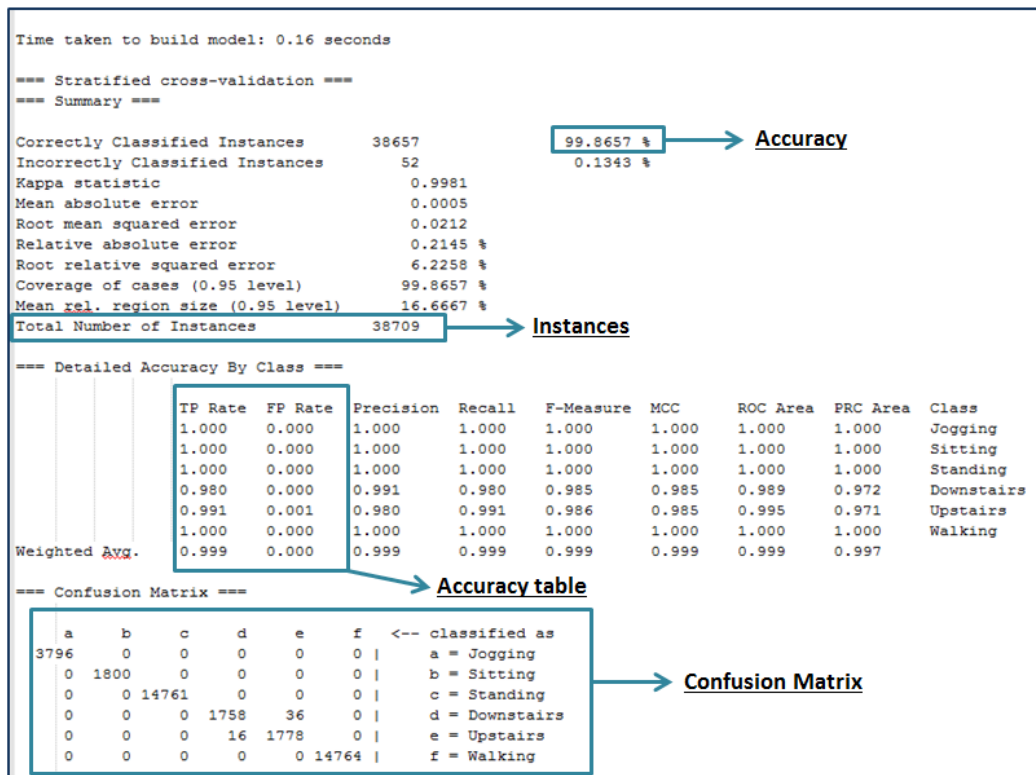 Time taken to build model: 0.16 seconds
=== Stratified cross-validation ===
=== Summary ===
Correctly Classified Instances 38657 99.8657 % Accuracy
Incorrectly Classified Instances 52 0.1343 %
Kappa statistic 0.9981
Mean absolute error 0.0005
Root mean squared error 0.0212
Relative absolute error 0.2145 %
Root relative squared error 6.2258 %
Coverage of cases (0.95 level) 99.8657 %
Mean rel. region size (0.95 level) 16.6667 %
Total Number of Instances 38709 Instances
=== Detailed Accuracy By Class ===
TP Rate FP Rate Precision Recall F-Measure MCC ROC Area PRC Area Class
1.000 0.000 1.000 1.000 1.000 1.000 1.000 1.000 Jogging
1.000 0.000 1.000 1.000 1.000 1.000 1.000 1.000 Sitting
1.000 0.000 1.000 1.000 1.000 1.000 1.000 1.000 Standing
0.980 0.000 0.991 0.980 0.985 0.985 0.989 0.972 Downstairs
0.991 0.001 0.980 0.991 0.986 0.985 0.995 0.971 Upstairs
1.000 0.000 1.000 1.000 1.000 1.000 1.000 1.000 Walking
Weighted Avg. 0.999 0.000 0.999 0.999 0.999 0.999 0.999 0.997
Accuracy table
=== Confusion Matrix ===
a b c d e f <-- classified as
3796 0 0 0 0 0 | a = Jogging
0 1800 0 0 0 0 | b = Sitting
0 0 14761 0 0 0 | c = Standing
0 0 0 1758 36 0 | d = Downstairs
0 0 0 16 1778 0 | e = Upstairs
0 0 0 0 0 14764 | f = Walking
Confusion Matrix